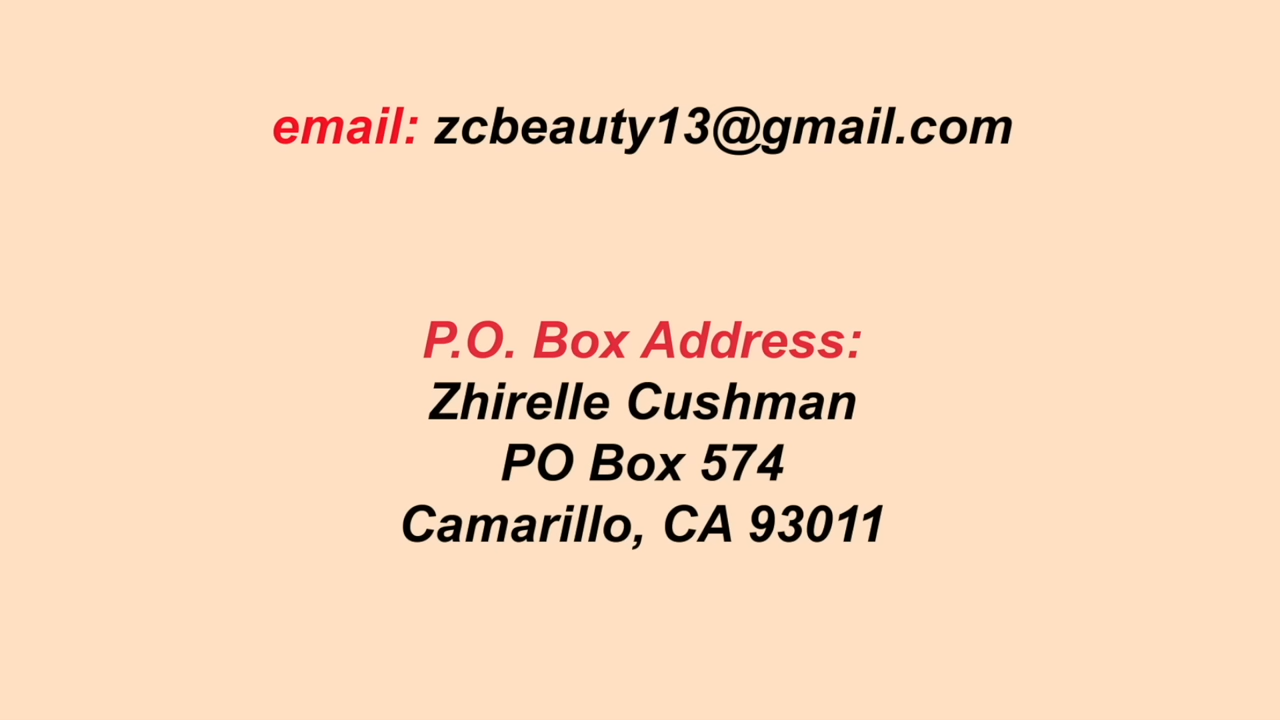 email: zcbeauty13@gmail.com
P.O. Box Address:
Zhirelle Cushman
PO Box 574
Camarillo, CA 93011